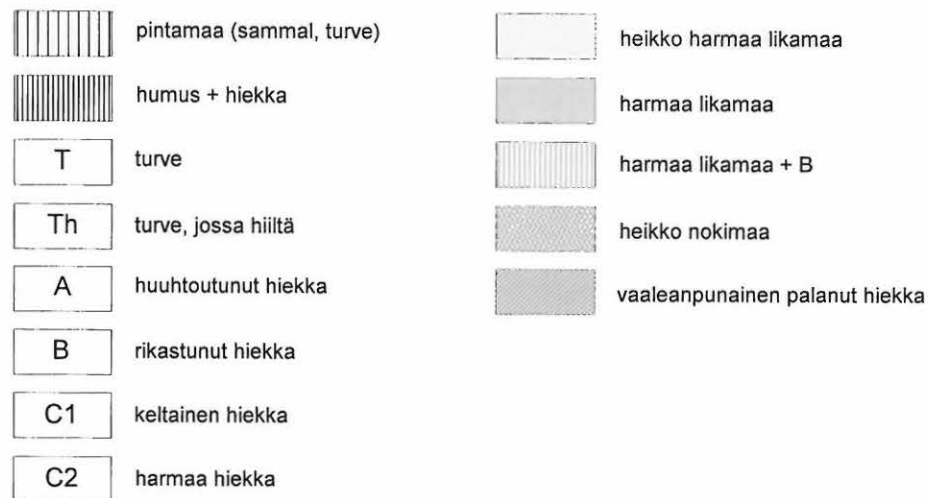 pintamaa (sammal, turve)
humus + hiekka
T turve
Th turve, jossa hiiltä
A huuhtoutunut hiekka
B rikastunut hiekka
C1 keltainen hiekka
C2 harmaa hiekka
heikko harmaa likamaa
harmaa likamaa
harmaa likamaa + B
heikko nokimaa
vaaleanpunainen palanut hiekka